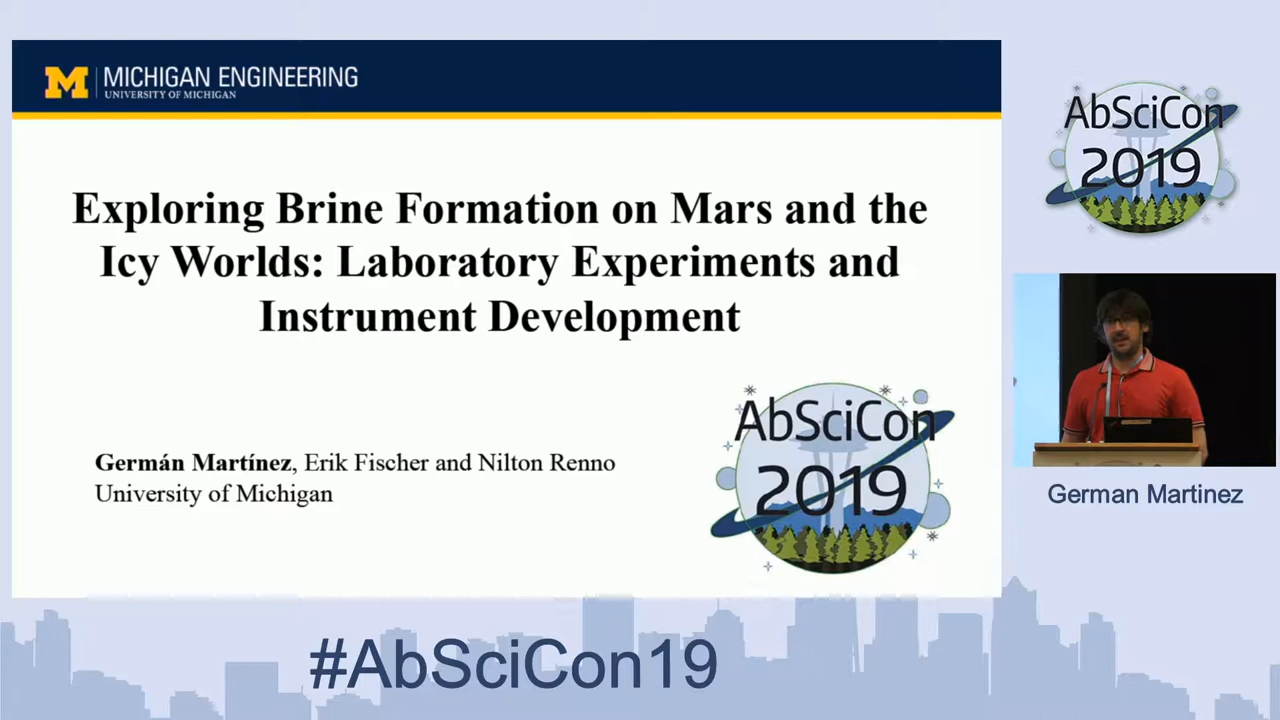 MICHIGAN ENGINEERING
UNIVERSITY OF MICHIGAN
Exploring Brine Formation on Mars and the
Icy Worlds: Laboratory Experiments and
Instrument Development
Germán Martínez, Erik Fischer and Nilton Renno
University of Michigan
AbSciCon
2019
AbSciCon
2019
German Martinez
#AbSciCon19